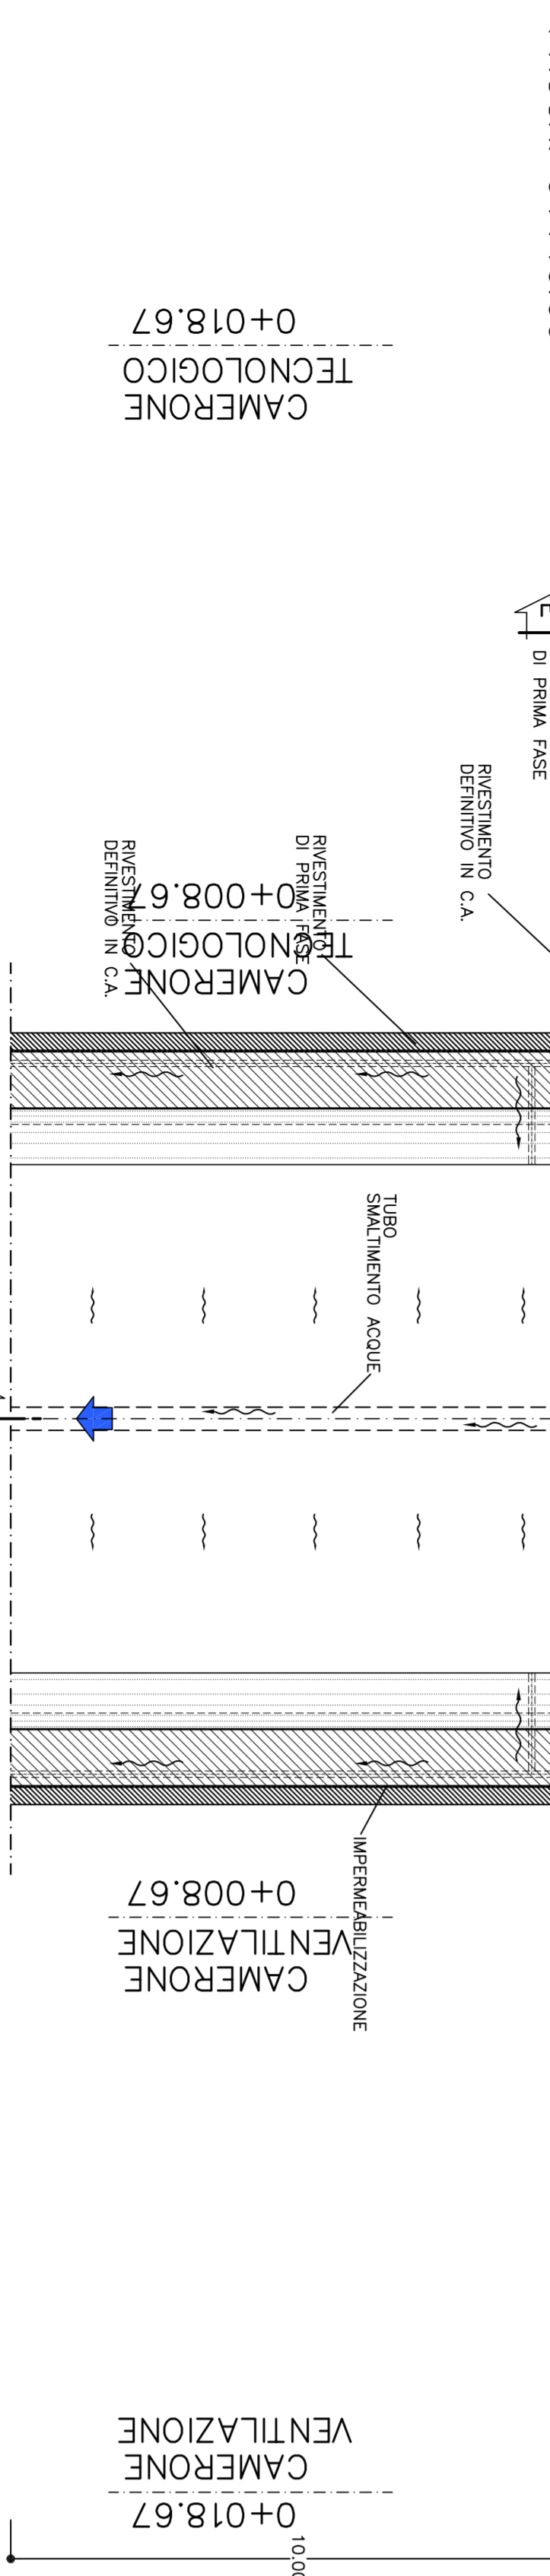 CAMERONE
TECNOLOGICO
0+018.67
DI PRIMA FASE
RIVESTIMENTO
DEFINITIVO IN C.A.
RIVESTIMENTO
DI PRIMA FASE
RIVESTIMENTO
DEFINITIVO IN C.A.
CAMERONE
TECNOLOGICO
0+008.67
TUBO
SMALTIMENTO ACQUE
IMPERMEABILIZZAZIONE
CAMERONE
VENTILAZIONE
0+008.67
0+018.67
CAMERONE
VENTILAZIONE